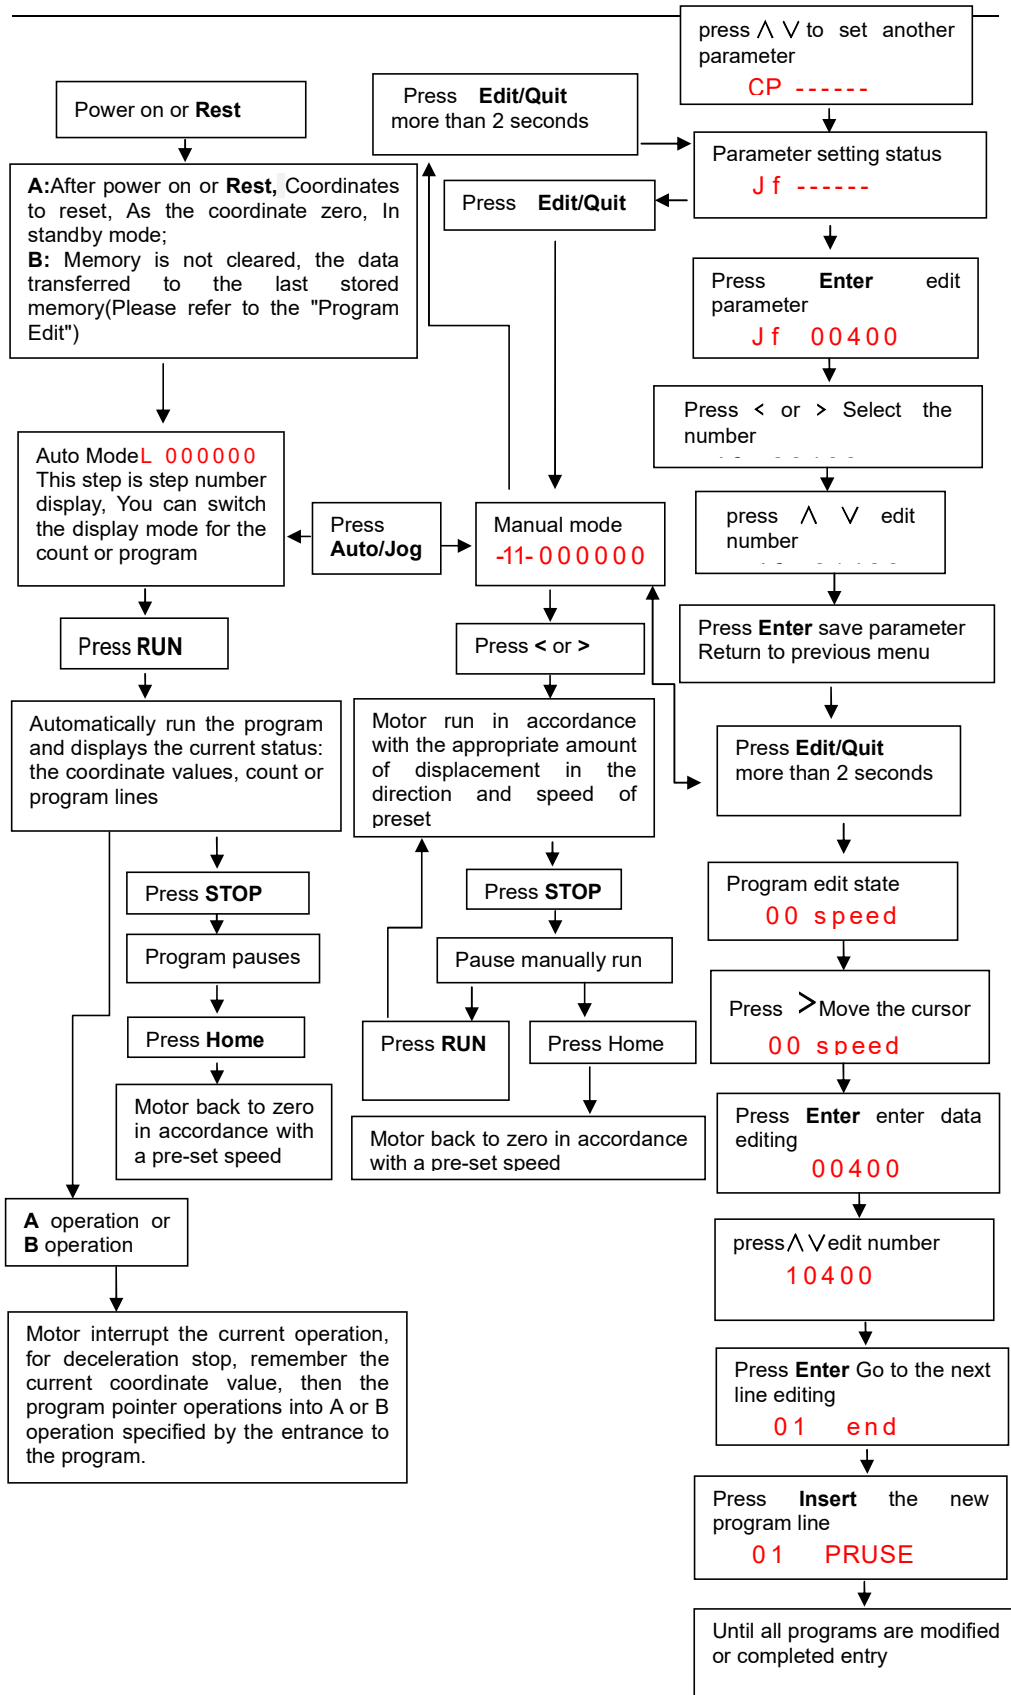 Power on or Rest
A:After power on or Rest, Coordinates
to reset, As the coordinate zero, In
standby mode;
B: Memory is not cleared, the data
transferred to the last stored
memory(Please refer to the "Program
Edit")
Auto Mode L 000000
This step is step number
display, You can switch
the display mode for the
count or program
Press RUN
Automatically run the program
and displays the current status:
the coordinate values, count or
program lines
Press STOP
Program pauses
Press Home
Motor back to zero
in accordance with
a pre-set speed
A operation or
B operation
Motor interrupt the current operation,
for deceleration stop, remember the
current coordinate value, then the
program pointer operations into A or B
operation specified by the entrance to
the program.
Press Edit/Quit
more than 2 seconds
Press Edit/Quit
Press
Auto/Jog
Manual mode
-11-000000
Press < or >
Motor run in accordance
with the appropriate amount
of displacement in the
direction and speed of
preset
Press STOP
Pause manually run
Press RUN
Press Home
Motor back to zero in accordance
with a pre-set speed
press ∧ ∨ to set another
parameter
CP ------
Parameter setting status
Jf ------
Press Enter edit
parameter
Jf 00400
Press < or > Select the
number
press ∧ ∨ edit
number
Press Enter save parameter
Return to previous menu
Press Edit/Quit
more than 2 seconds
Program edit state
00 speed
Press >Move the cursor
00 speed
Press Enter enter data
editing
00400
press∧∨edit number
10400
Press Enter Go to the next
line editing
01 end
Press Insert the new
program line
01 PRUSE
Until all programs are modified
or completed entry